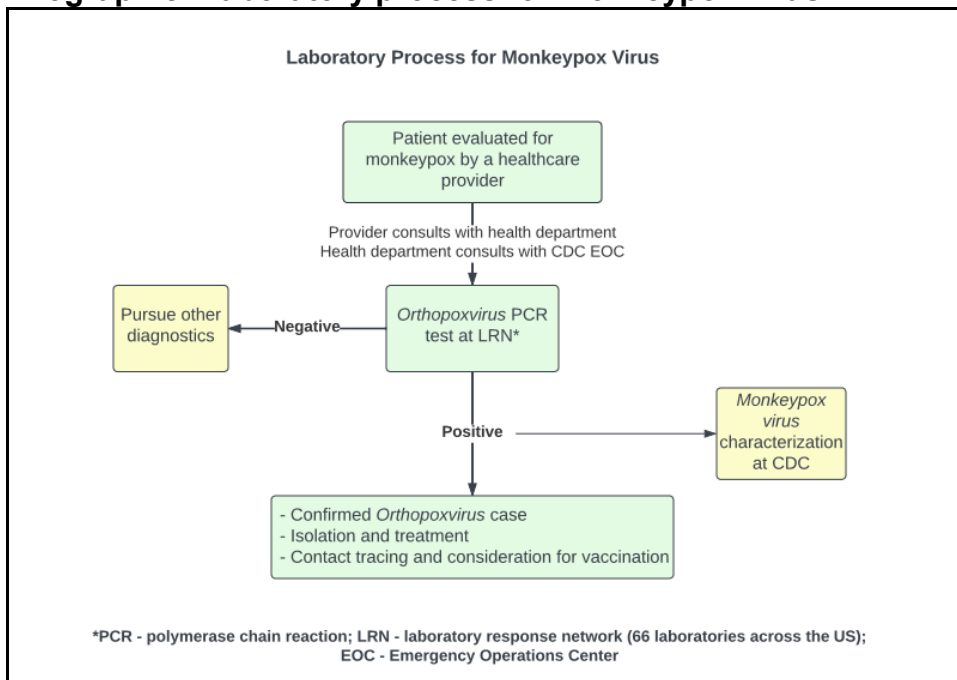 Laboratory Process for Monkeypox Virus
Patient evaluated for
monkeypox by a healthcare
provider
Provider consults with health department
Health department consults with CDC EOC
Pursue other
diagnostics
Negative
Orthopoxvirus PCR
test at LRN*
Positive
Monkeypox
virus
characterization
at CDC
- Confirmed Orthopoxvirus case
- Isolation and treatment
- Contact tracing and consideration for vaccination
*PCR - polymerase chain reaction; LRN - laboratory response network (66 laboratories across the US);
EOC - Emergency Operations Center